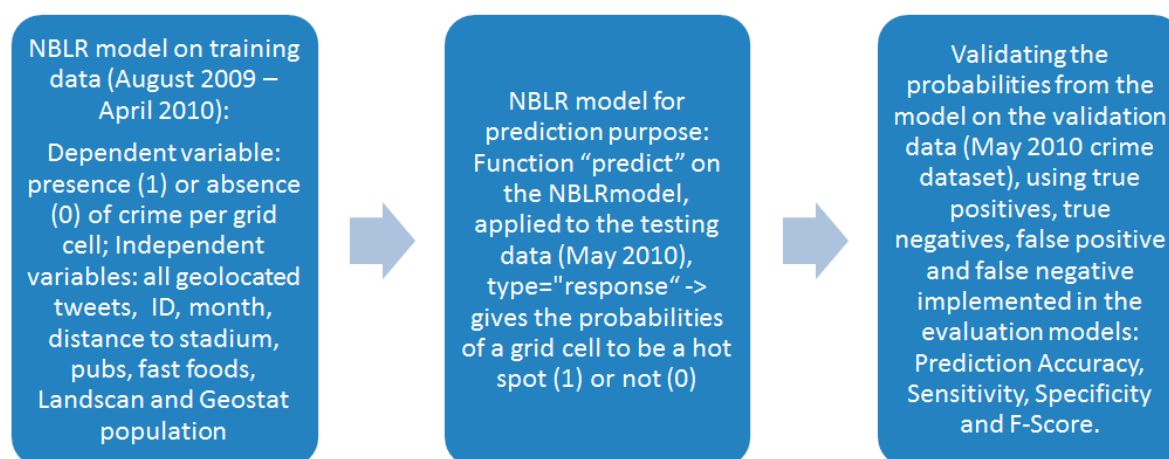 NBLR model on training
data (August 2009 –
April 2010):
Dependent variable:
presence (1) or absence
(0) of crime per grid
cell; Independent
variables: all geolocated
tweets, ID, month,
distance to stadium,
pubs, fast foods,
Landscan and Geostat
population
NBLR model for
prediction purpose:
Function “predict” on
the NBLRmodel,
applied to the testing
data (May 2010),
type="response“ ->
gives the probabilities
of a grid cell to be a hot
spot (1) or not (0)
Validating the
probabilities from the
model on the validation
data (May 2010 crime
dataset), using true
positives, true
negatives, false positive
and false negative
implemented in the
evaluation models:
Prediction Accuracy,
Sensitivity, Specificity
and F-Score.